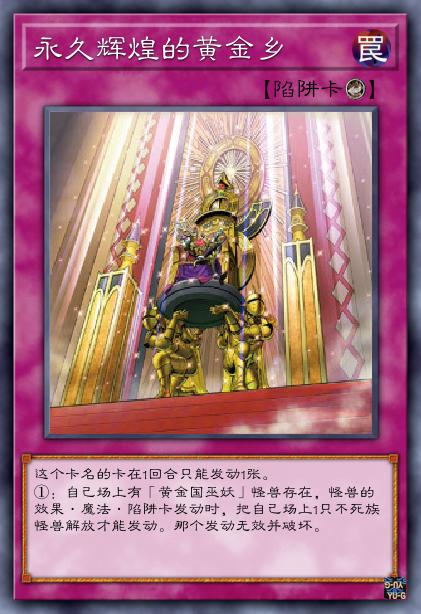 永久辉煌的黄金乡
罠
【陷阱卡】
这个卡名的卡在1回合只能发动1张。
①：自己场上有「黄金国巫妖」怪兽存在，怪兽的
效果·魔法·陷阱卡发动时，把自己场上1只不死族
怪兽解放才能发动。那个发动无效并破坏。